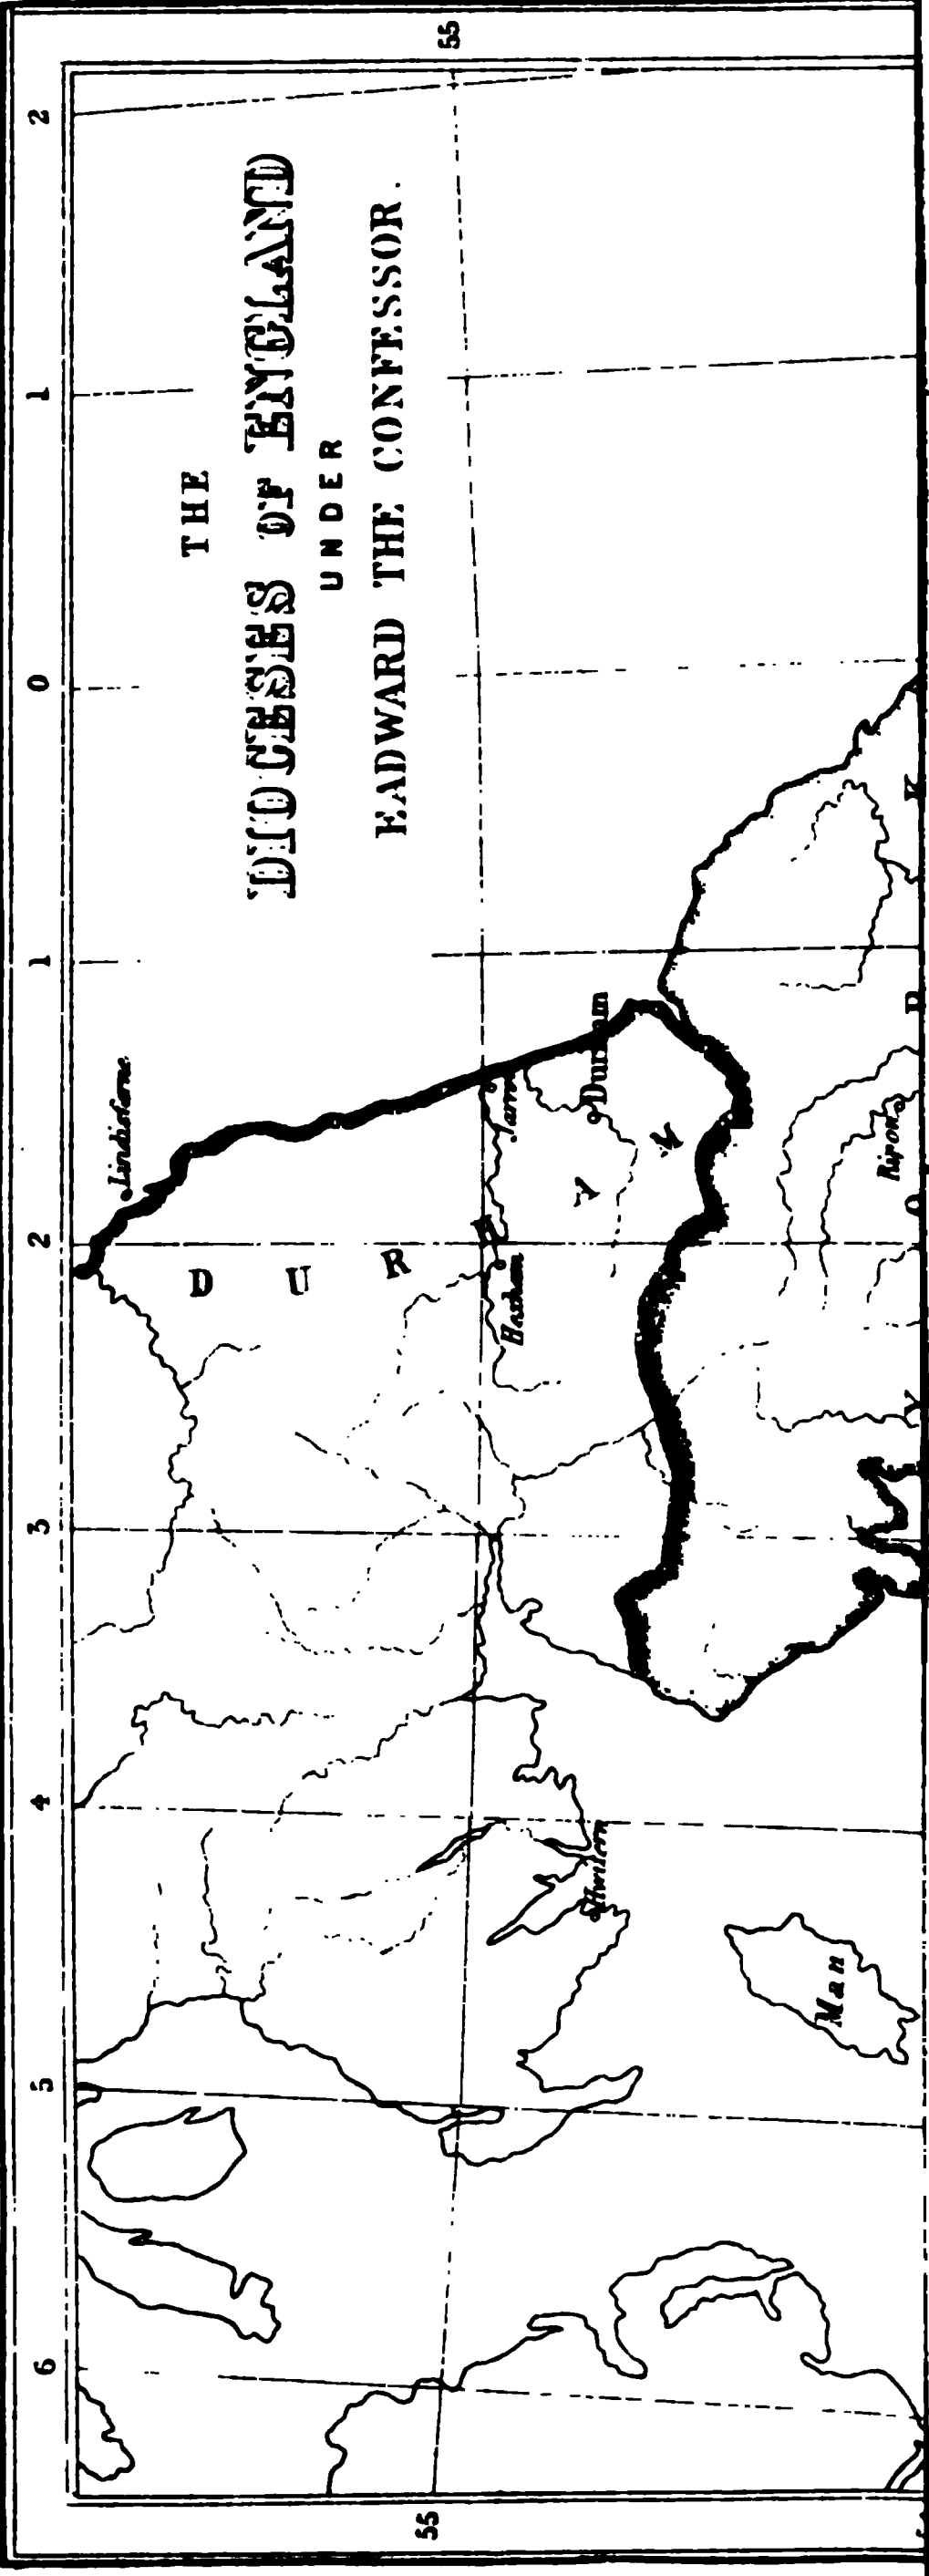 6 5 4 3 2 1 0 1 2
THE
DIOCESES OF ENGLAND
UNDER
EADWARD THE CONFESSOR.
55
55
Lindisfarne
D U R H A M
Jarrow
Hexham
Durham
Hwitern
Man
Ripon
Y O R K